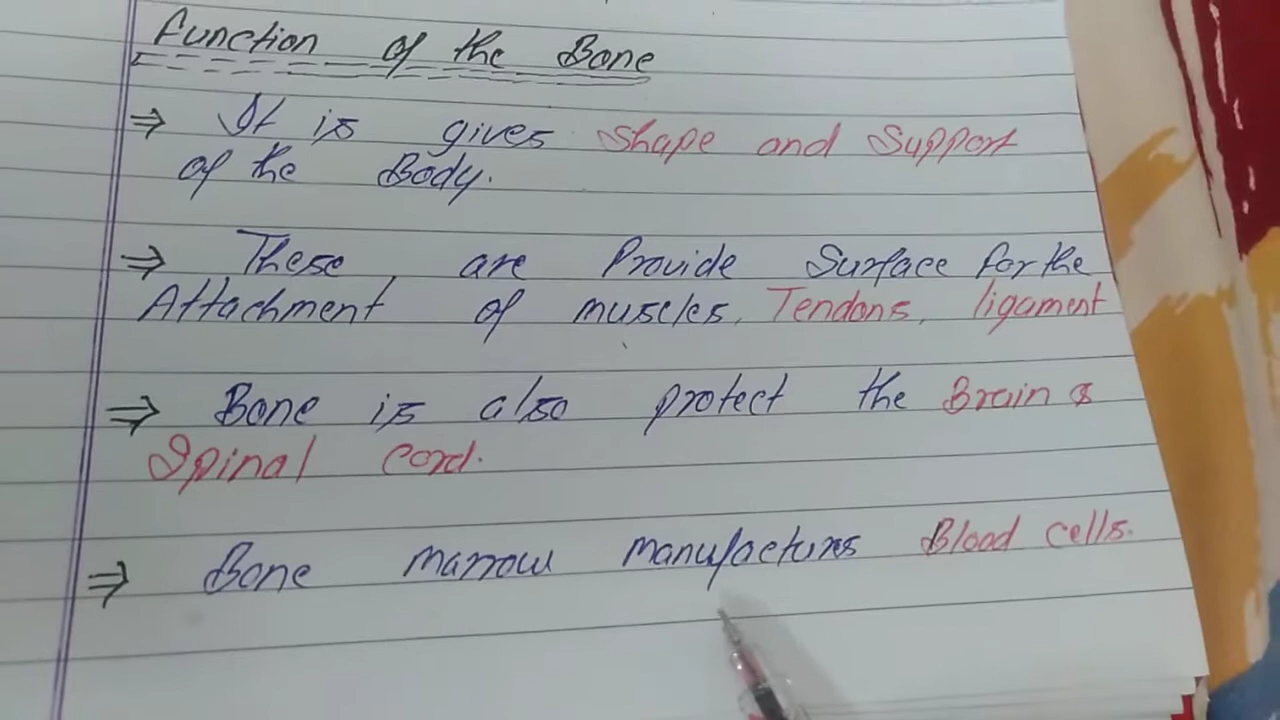 Function of the Bone
⇒ It is gives shape and Support
of the Body.
⇒ These, are Provide Surface for the
Attachment of muscles, Tendons, ligament
⇒ Bone is also protect the Brain &
Spinal cord.
⇒ Bone marrow manufactures Blood cells.